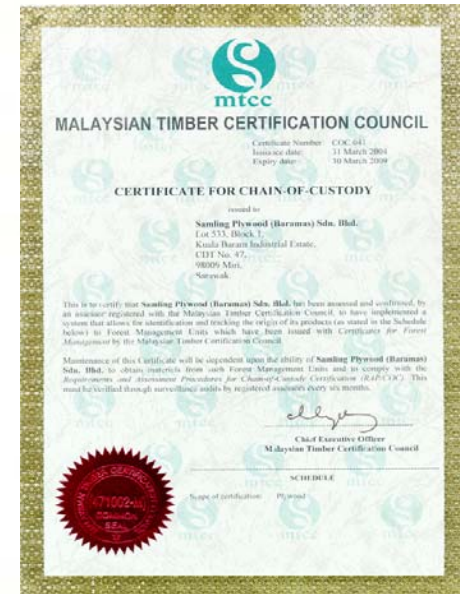 mtcc
MALAYSIAN TIMBER CERTIFICATION COUNCIL
Certificate Number: COC 041
Issuance date: 31 March 2004
Expiry date: 30 March 2009
CERTIFICATE FOR CHAIN-OF-CUSTODY
issued to
Samling Plywood (Baramas) Sdn. Bhd.
Lot 533, Block 1,
Kuala Baram Industrial Estate,
CDT No. 47,
98009 Miri,
Sarawak.
This is to certify that Samling Plywood (Baramas) Sdn. Bhd. has been assessed and confirmed, by
an assessor registered with the Malaysian Timber Certification Council, to have implemented a
system that allows for identification and tracking the origin of its products (as stated in the Schedule
below) to Forest Management Units which have been issued with Certificates for Forest
Management by the Malaysian Timber Certification Council.
Maintenance of this Certificate will be dependent upon the ability of Samling Plywood (Baramas)
Sdn. Bhd. to obtain materials from such Forest Management Units and to comply with the
Requirements and Assessment Procedures for Chain-of-Custody Certification (RAP/COC). This
must be verified through surveillance audits by registered assessors every six months.
Chief Executive Officer
Malaysian Timber Certification Council
SCHEDULE
Scope of certification: Plywood
COMMON
SEAL